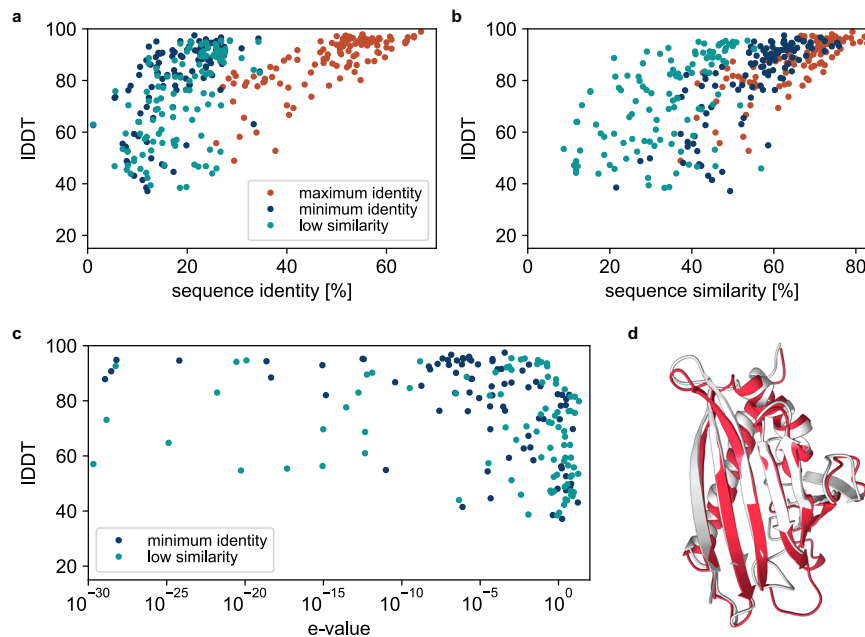 a
100
80
60
40
20
lDDT
0
20
40
60
sequence identity [%]
maximum identity
minimum identity
low similarity
b
100
80
60
40
20
lDDT
0
20
40
60
80
sequence similarity [%]
c
100
80
60
40
20
lDDT
10⁻³⁰
10⁻²⁵
10⁻²⁰
10⁻¹⁵
10⁻¹⁰
10⁻⁵
10⁰
e-value
minimum identity
low similarity
d